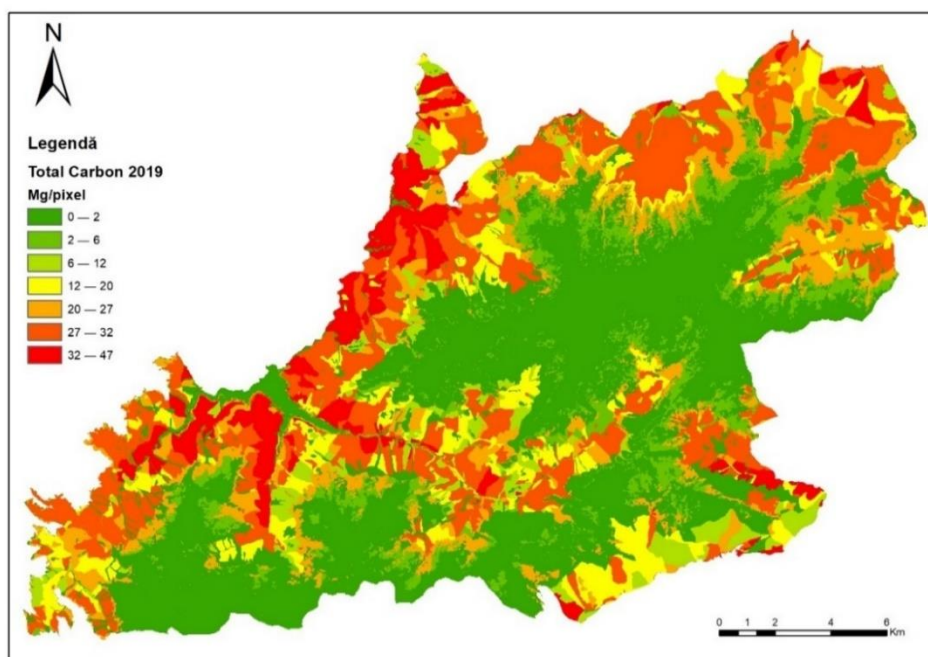 N
Legendă
Total Carbon 2019
Mg/pixel
0 — 2
2 — 6
6 — 12
12 — 20
20 — 27
27 — 32
32 — 47
0 1 2 4 6
Km